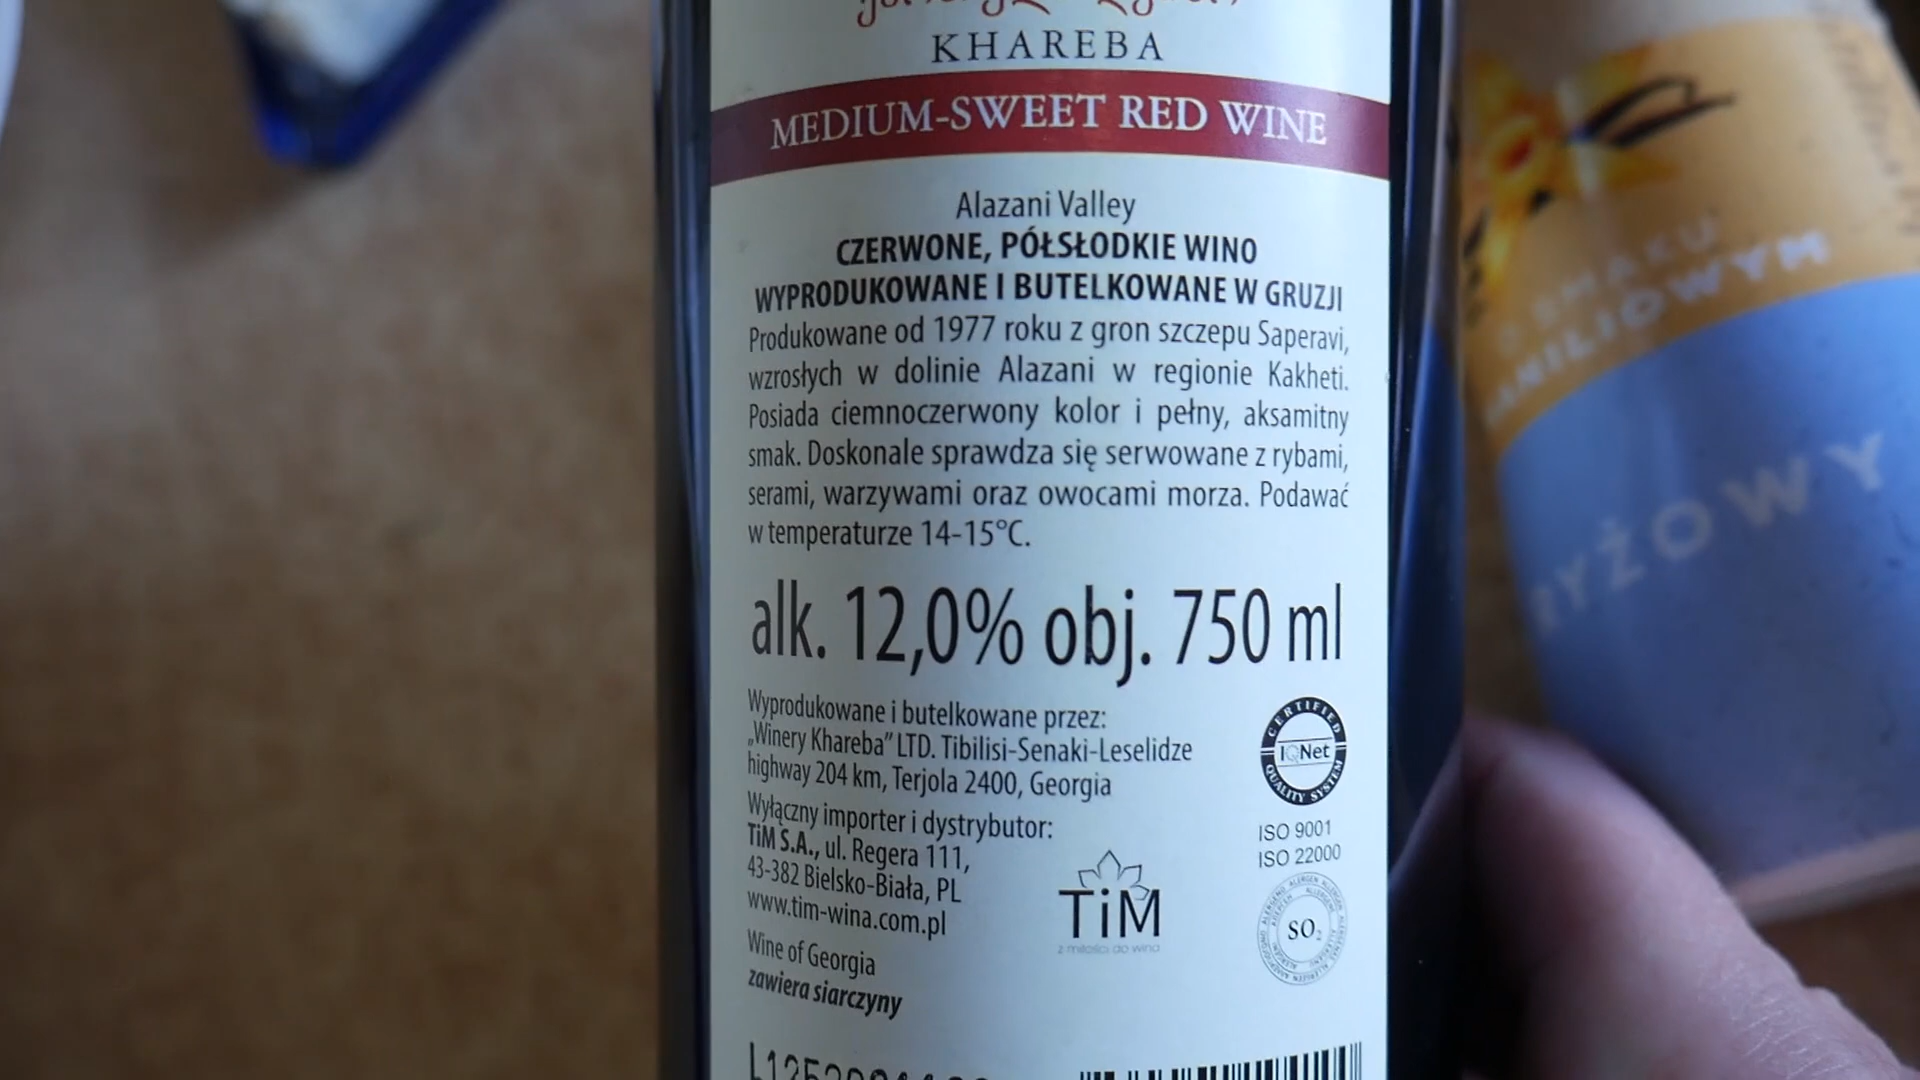 KHAREBA
MEDIUM-SWEET RED WINE
Alazani Valley
CZERWONE, PÓŁSŁODKIE WINO
WYPRODUKOWANE I BUTELKOWANE W GRUZJI
Produkowane od 1977 roku z gron szczepu Saperavi,
wzrosłych w dolinie Alazani w regionie Kakheti.
Posiada ciemnoczerwony kolor i pełny, aksamitny
smak. Doskonale sprawdza się serwowane z rybami,
serami, warzywami oraz owocami morza. Podawać
w temperaturze 14-15°C.
alk. 12,0% obj. 750 ml
Wyprodukowane i butelkowane przez:
„Winery Khareba” LTD. Tibilisi-Senaki-Leselidze
highway 204 km, Terjola 2400, Georgia
Wyłączny importer i dystrybutor:
TiM S.A., ul. Regera 111,
43-382 Bielsko-Biała, PL
www.tim-wina.com.pl
Wine of Georgia
zawiera siarczyny
TiM
z miłości do wina
CERTIFIED
IQNet
QUALITY SYSTEM
ISO 9001
ISO 22000
SO₂
SMAKU